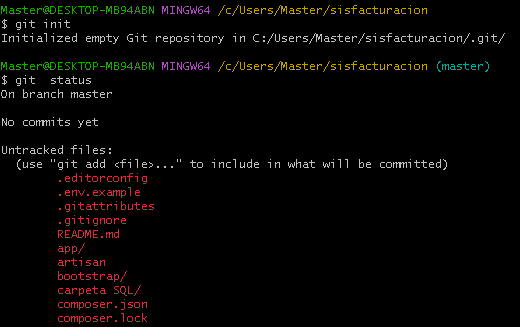 Master@DESKTOP-MB94ABN MINGW64 /c/Users/Master/sisfacturacion
$ git init
Initialized empty Git repository in C:/Users/Master/sisfacturacion/.git/
Master@DESKTOP-MB94ABN MINGW64 /c/Users/Master/sisfacturacion (master)
$ git  status
On branch master
No commits yet
Untracked files:
  (use "git add <file>..." to include in what will be committed)
        .editorconfig
        .env.example
        .gitattributes
        .gitignore
        README.md
        app/
        artisan
        bootstrap/
        carpeta SQL/
        composer.json
        composer.lock